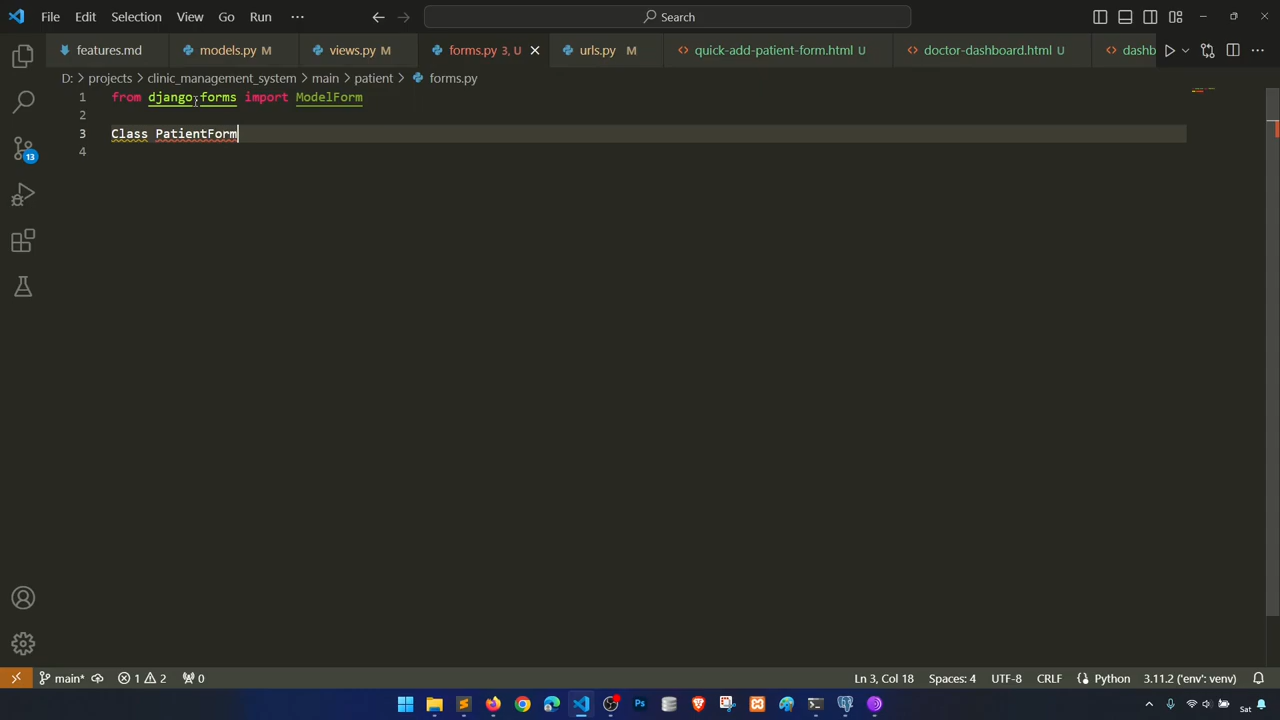 File Edit Selection View Go Run ··· Search
features.md models.py M views.py M forms.py 3, U urls.py M quick-add-patient-form.html U doctor-dashboard.html U dashb
D: > projects > clinic_management_system > main > patient > forms.py
1 from django.forms import ModelForm
2
3 Class PatientForm
4
13
main* 1 2 0 Ln 3, Col 18 Spaces: 4 UTF-8 CRLF Python 3.11.2 ('env': venv)
Ps Sat